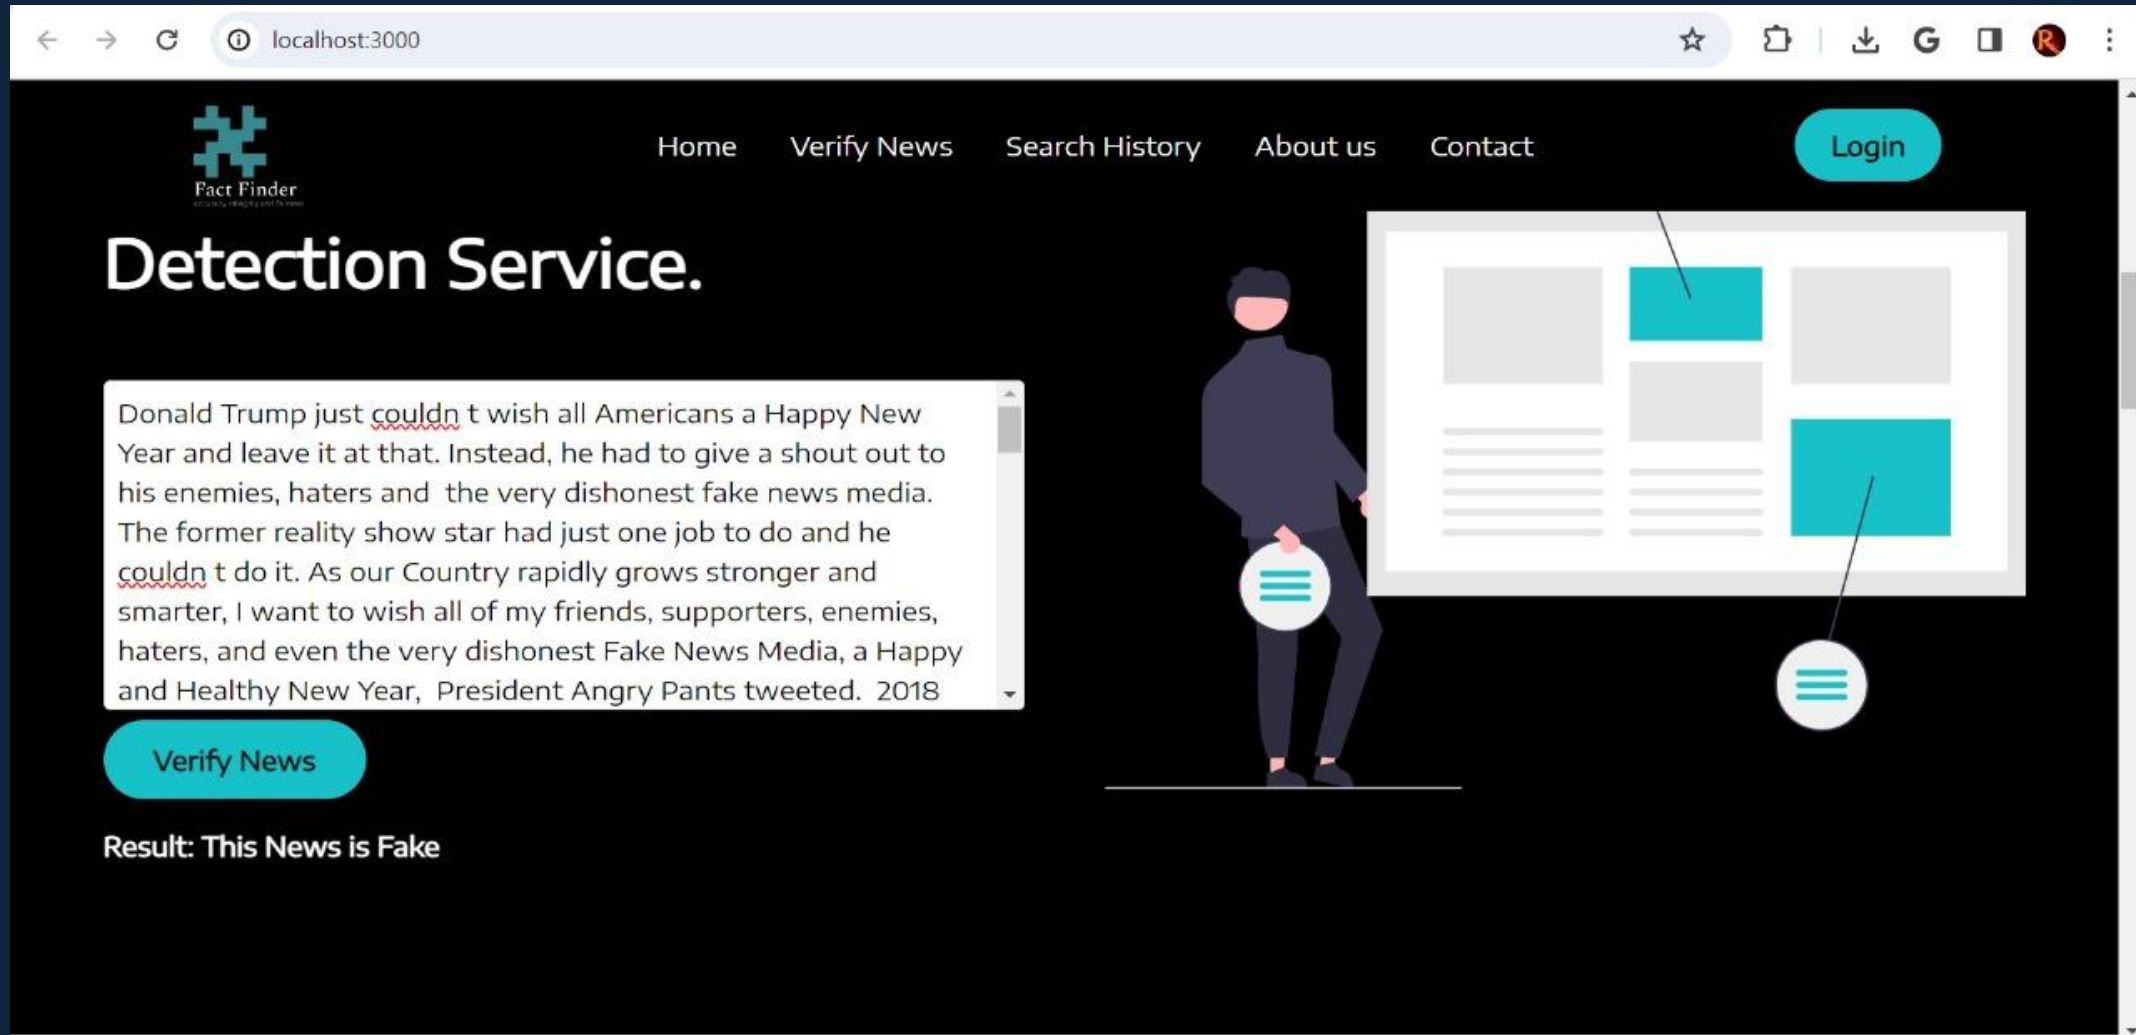 localhost:3000
Fact Finder
Home Verify News Search History About us Contact
Login
Detection Service.
Donald Trump just couldn t wish all Americans a Happy New
Year and leave it at that. Instead, he had to give a shout out to
his enemies, haters and  the very dishonest fake news media.
The former reality show star had just one job to do and he
couldn t do it. As our Country rapidly grows stronger and
smarter, I want to wish all of my friends, supporters, enemies,
haters, and even the very dishonest Fake News Media, a Happy
and Healthy New Year,  President Angry Pants tweeted.  2018
Verify News
Result: This News is Fake